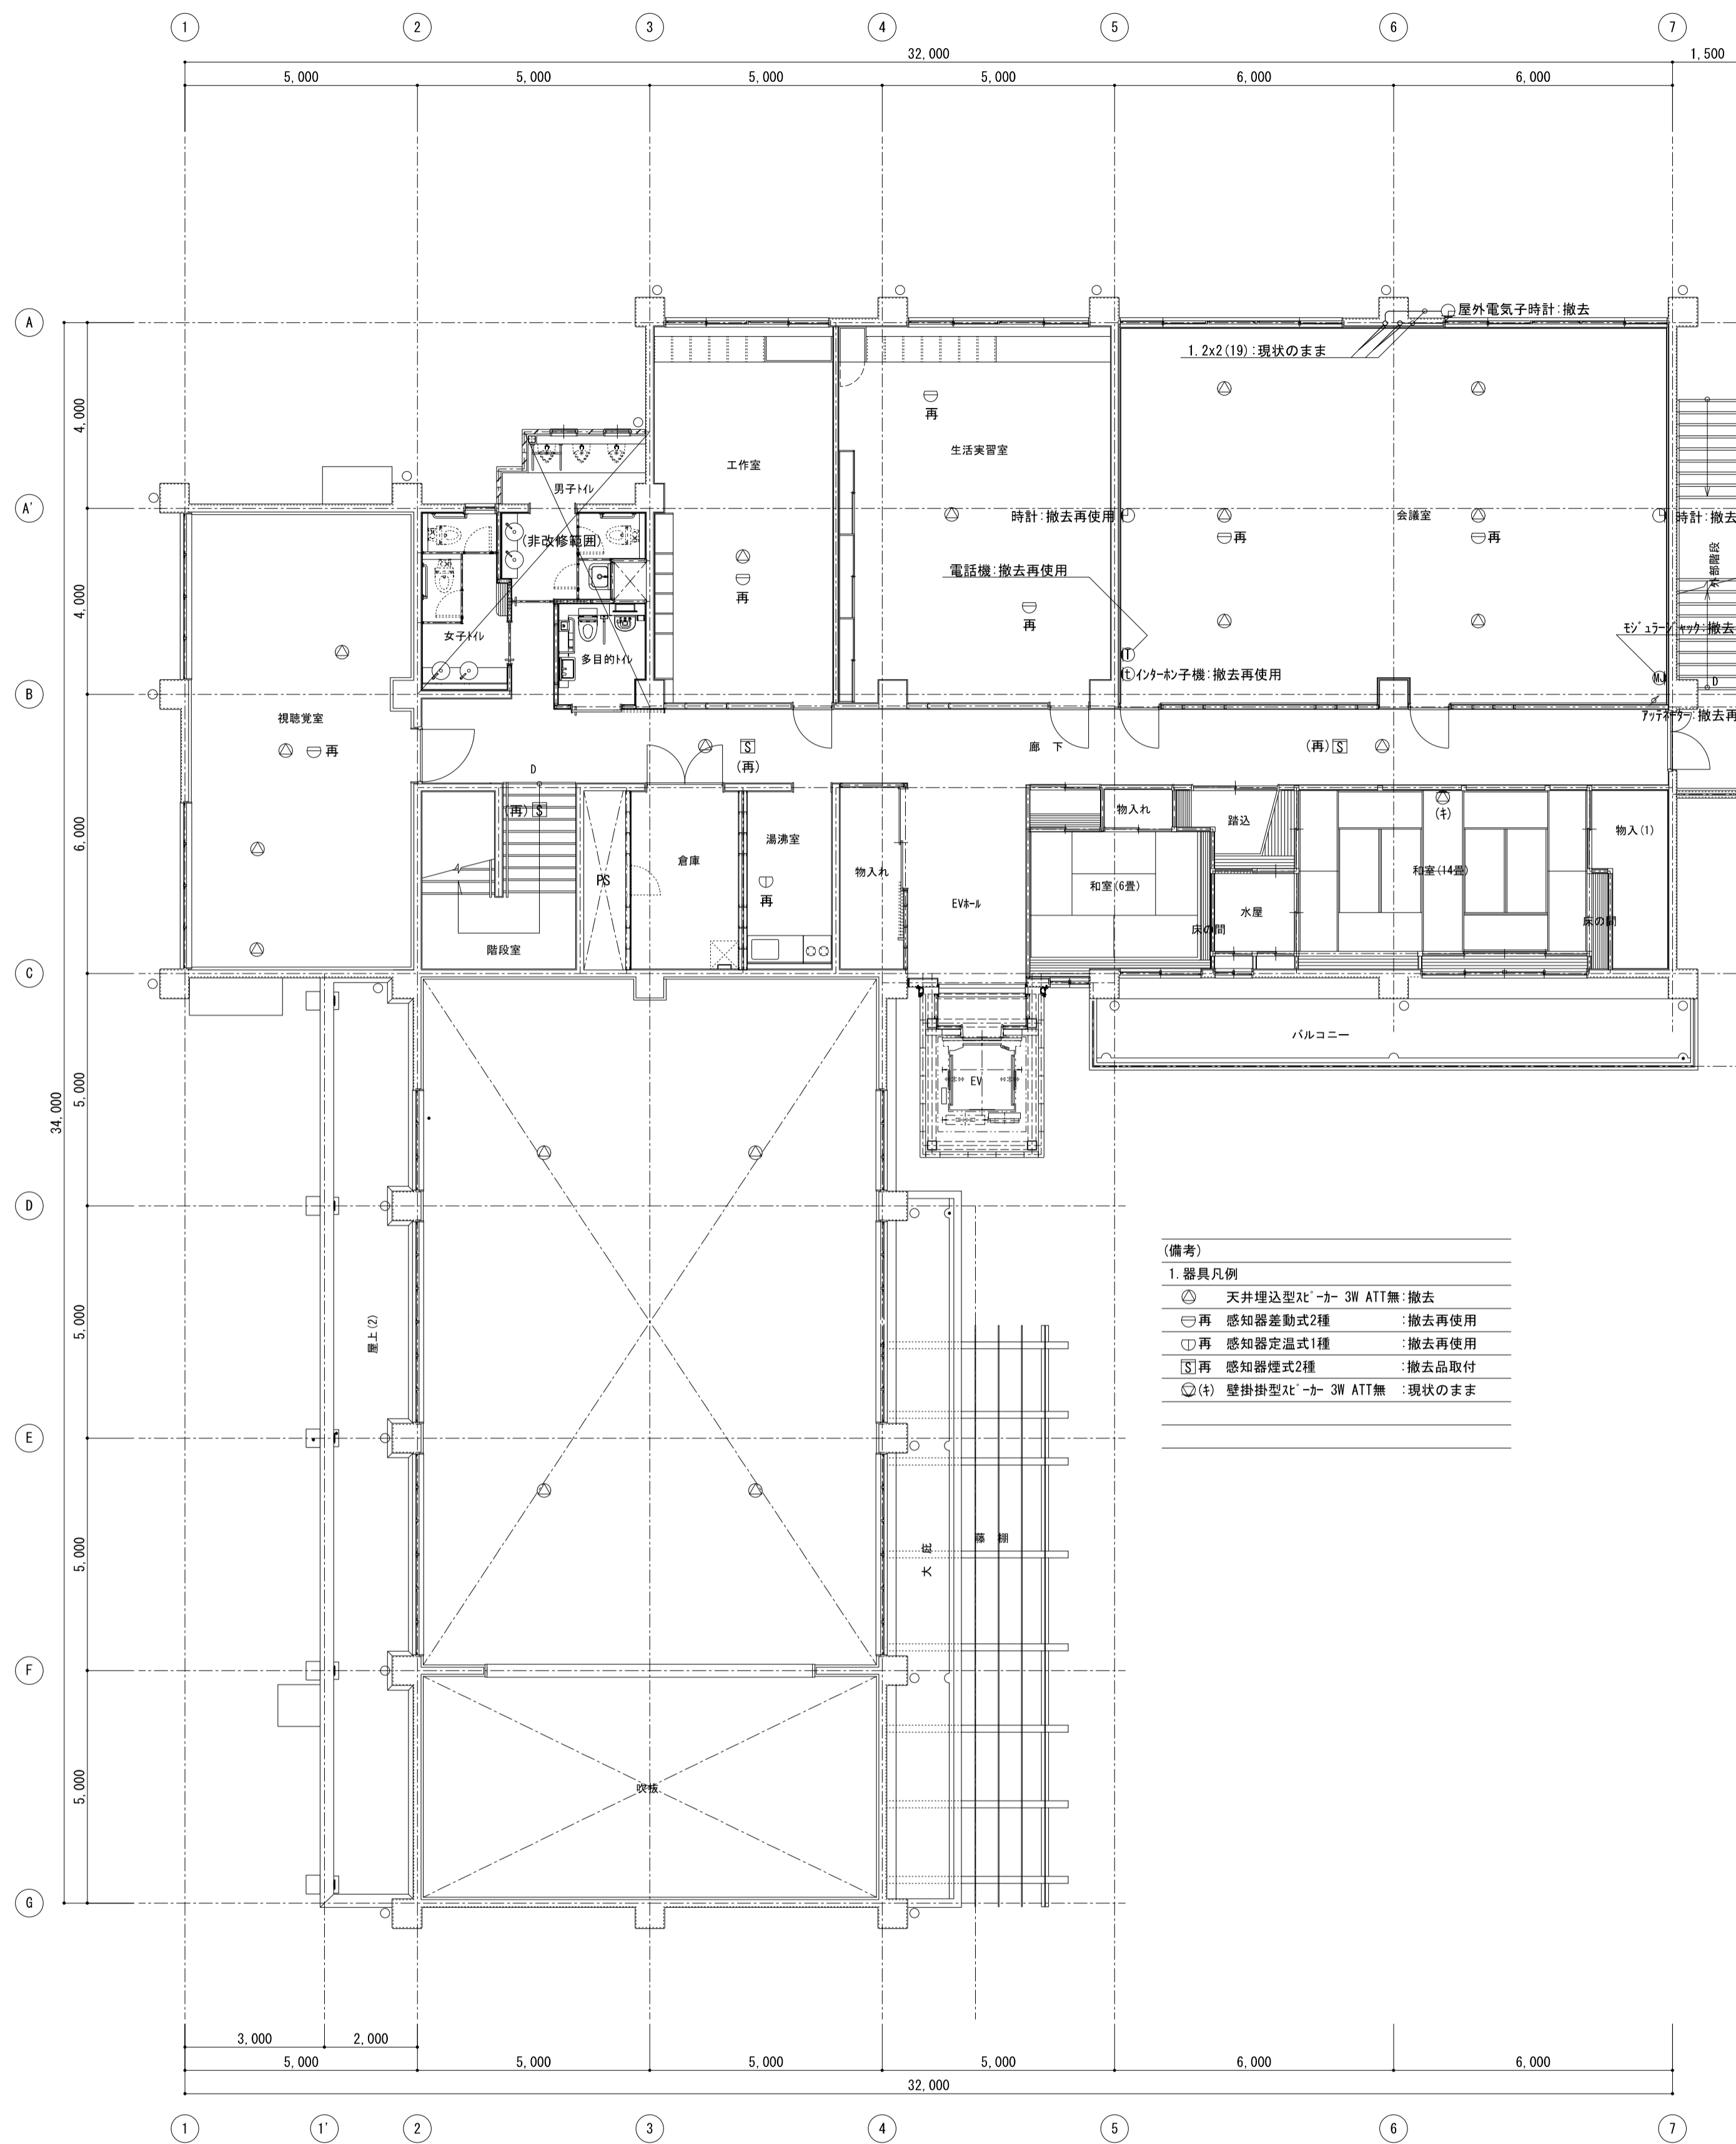 1 2 3 4 5 6 7
32,000 1,500
5,000 5,000 5,000 5,000 6,000 6,000
A
屋外電気子時計:撤去
1.2x2(19):現状のまま
4,000
再
生活実習室
工作室
男子ﾄｲﾚ
A'
時計:撤去再使用
会議室
時計:撤去
(非改修範囲)
再
再
外部階段
電話機:撤去再使用
4,000
再
再
女子ﾄｲﾚ
ﾓｼﾞｭﾗｰｼﾞｬｯｸ:撤去
多目的ﾄｲﾚ
T
tｲﾝﾀｰﾎﾝ子機:撤去再使用
MJ
D
B
視聴覚室
ｱｯﾃﾈｰﾀｰ:撤去再
再
S
(再)
廊 下
(再)S
D
(再)S
物入れ
踏込
(ｷ)
物入(1)
6,000
湯沸室
倉庫
物入れ
和室(14畳)
PS
和室(6畳)
再
EVﾎｰﾙ
水屋
床の間
床の間
階段室
C
バルコニー
EV
5,000
34,000
D
(備考)
1.器具凡例
天井埋込型ｽﾋﾟｰｶｰ 3W ATT無:撤去
再 感知器差動式2種 :撤去再使用
再 感知器定温式1種 :撤去再使用
S再 感知器煙式2種 :撤去品取付
(ｷ) 壁掛掛型ｽﾋﾟｰｶｰ 3W ATT無 :現状のまま
5,000
屋上(2)
E
5,000
大庭
藤 棚
F
5,000
吹抜
G
3,000 2,000
5,000 5,000 5,000 5,000 6,000 6,000
32,000
1 1' 2 3 4 5 6 7